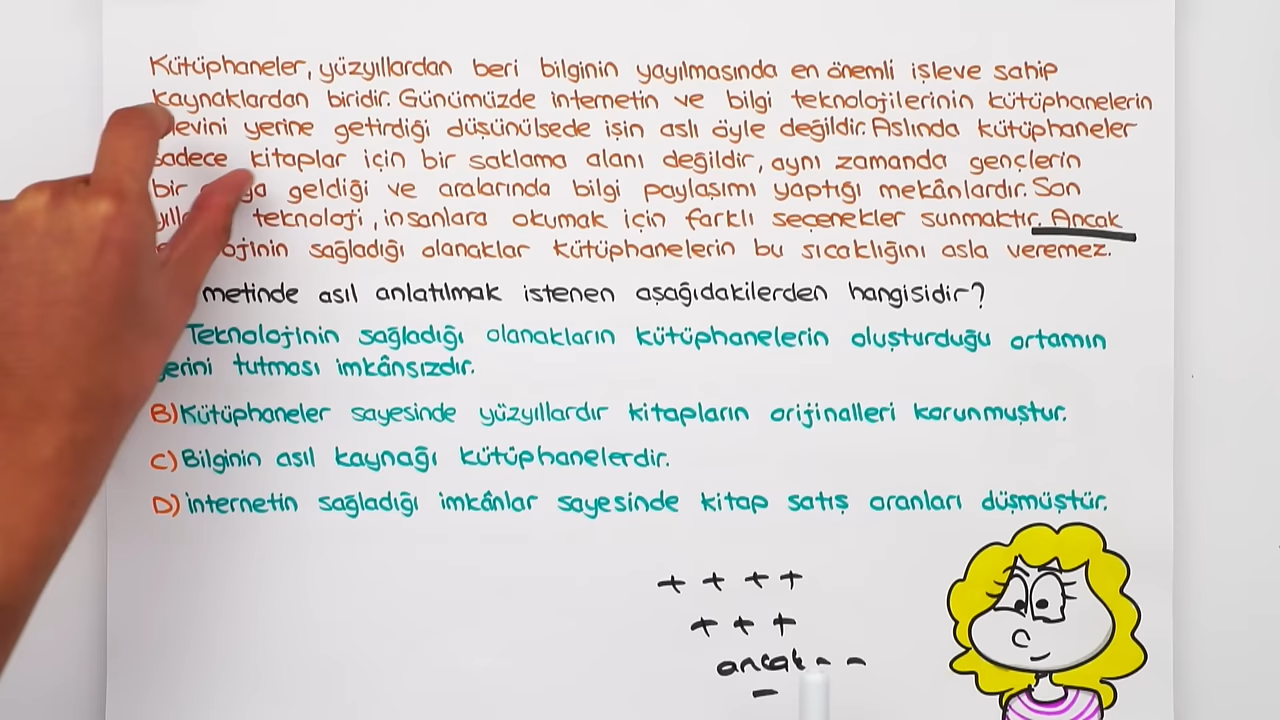 Kütüphaneler, yüzyıllardan beri bilginin yayılmasında en önemli işleve sahip
kaynaklardan biridir. Günümüzde internetin ve bilgi teknolojilerinin kütüphanelerin
levini yerine getirdiği düşünülsede işin aslı öyle değildir. Aslında kütüphaneler
sadece kitaplar için bir saklama alanı değildir, aynı zamanda gençlerin
bir geldiği ve aralarında bilgi paylaşımı yaptığı mekânlardır. Son
teknoloji, insanlara okumak için farklı seçenekler sunmaktır. Ancak
ojinin sağladığı olanaklar kütüphanelerin bu sıcaklığını asla veremez.
metinde asıl anlatılmak istenen aşağıdakilerden hangisidir?
Teknolojinin sağladığı olanakların kütüphanelerin oluşturduğu ortamın
yerini tutması imkânsızdır.
B) Kütüphaneler sayesinde yüzyıllardır kitapların orijinalleri korunmuştur.
C) Bilginin asıl kaynağı kütüphanelerdir.
D) internetin sağladığı imkânlar sayesinde kitap satış oranları düşmüştür.
+ + + +
+ + +
ancak - -
-